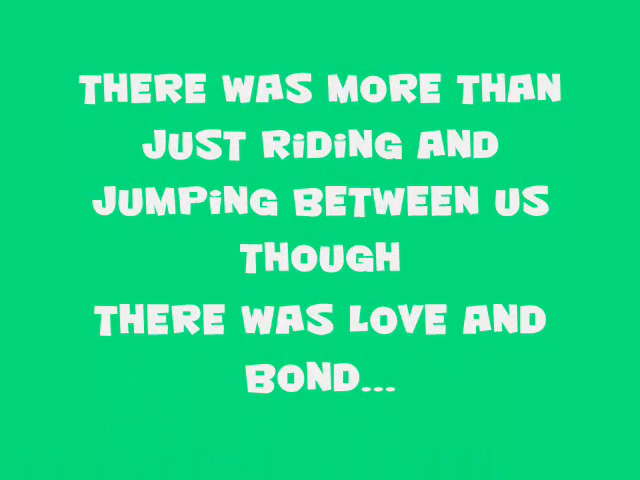 THERE WAS MORE THAN
JUST RiDiNG AND
JUMPiNG BETWEEN US
THOUGH
THERE WAS LOVE AND
BOND...